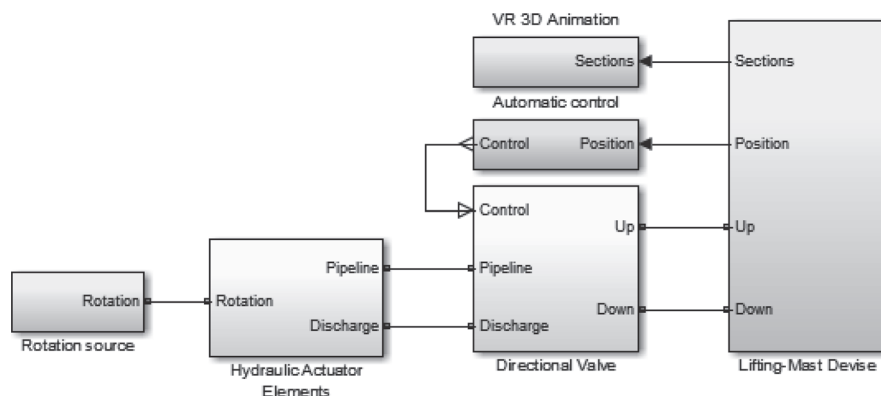 VR 3D Animation
Sections
Sections
Automatic control
Control
Position
Position
Control
Up
Up
Pipeline
Pipeline
Rotation
Rotation
Down
Down
Discharge
Discharge
Rotation source
Hydraulic Actuator
Elements
Directional Valve
Lifting-Mast Devise